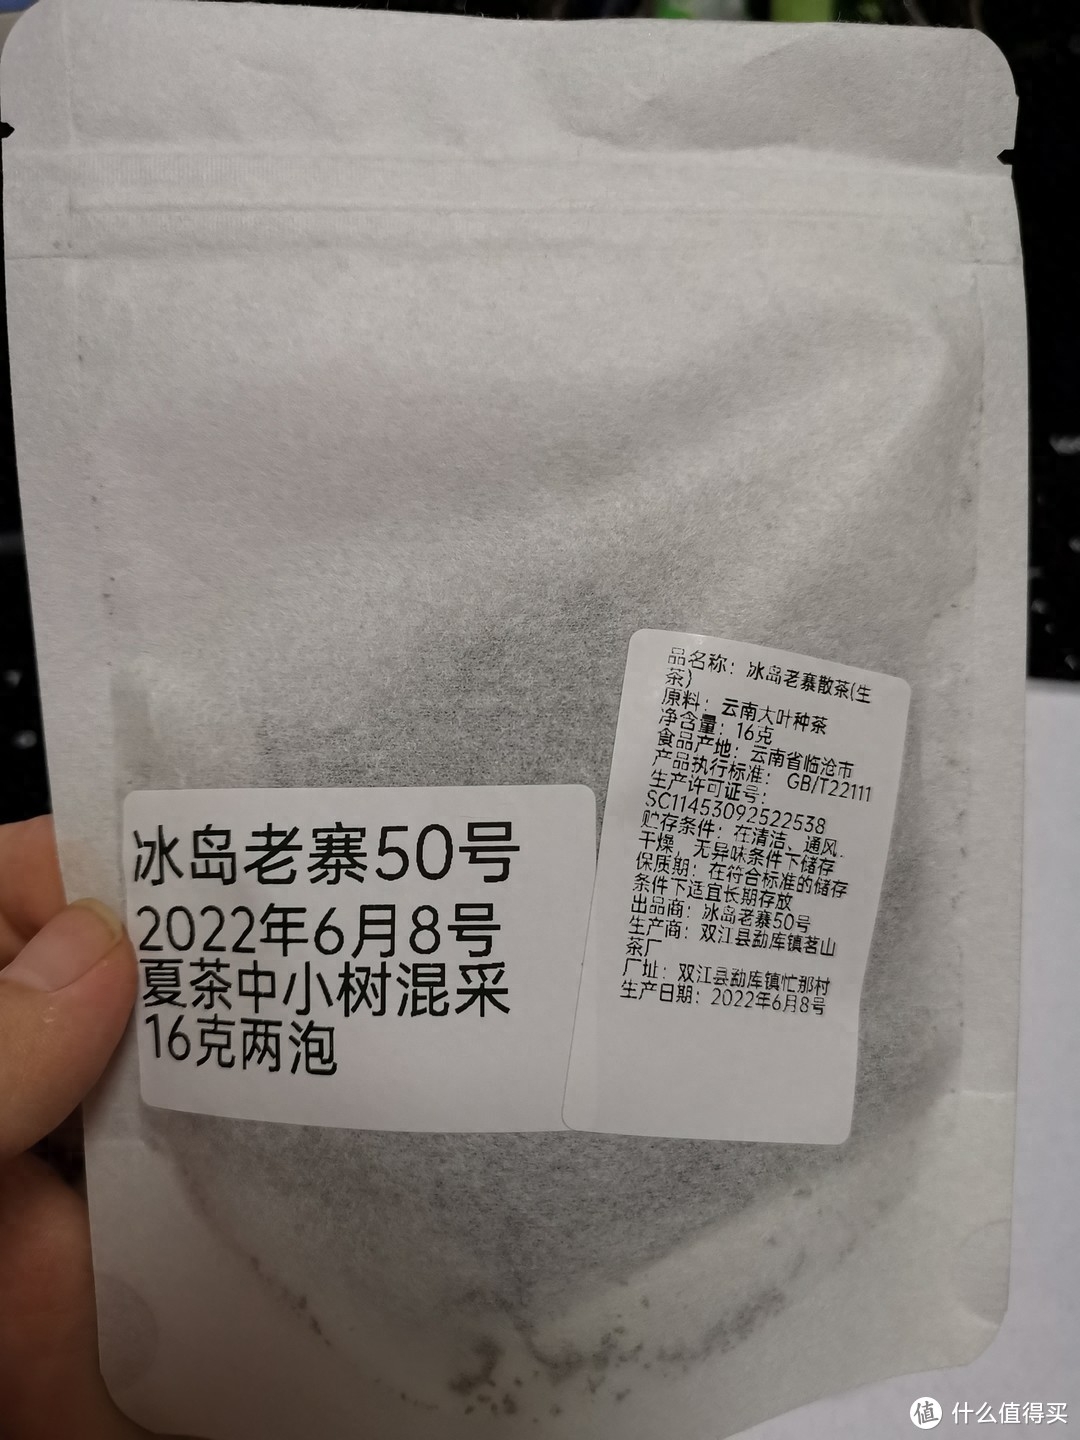 冰岛老寨50号
2022年6月8号
夏茶中小树混采
16克两泡
品名称：冰岛老寨散茶(生
茶)
原料：云南大叶种茶
净含量：16克
食品产地：云南省临沧市
产品执行标准：GB/T22111
生产许可证号：
SC11453092522538
贮存条件：在清洁、通风、
干燥，无异味条件下储存
保质期：在符合标准的储存
条件下适宜长期存放
出品商：冰岛老寨50号
生产商：双江县勐库镇茗山
茶厂
厂址：双江县勐库镇忙那村
生产日期：2022年6月8号
值 什么值得买